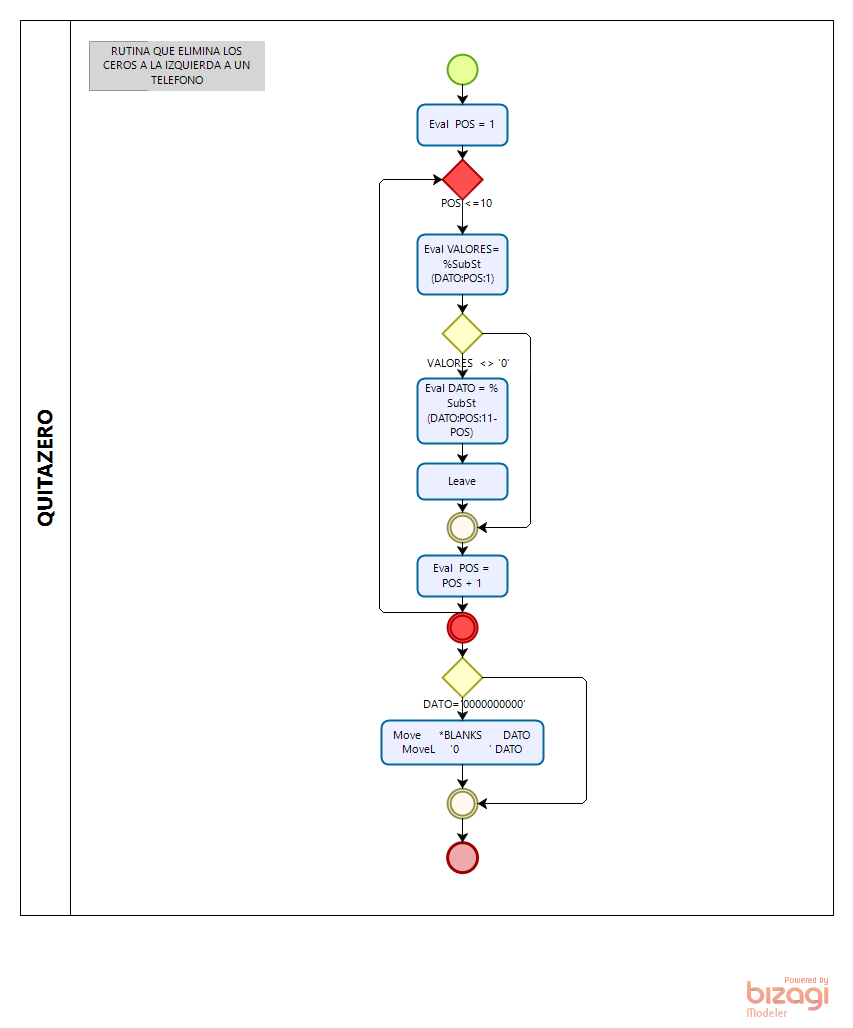 RUTINA QUE ELIMINA LOS
CEROS A LA IZQUIERDA A UN
TELEFONO
QUITAZERO
Eval  POS = 1
POS <=10
Eval VALORES=
%SubSt
(DATO:POS:1)
VALORES  <> '0'
Eval DATO = %
SubSt
(DATO:POS:11-
POS)
Leave
Eval  POS =
POS + 1
DATO='0000000000'
Move      *BLANKS       DATO
MoveL     '0          ' DATO
Powered by
bizagi
Modeler